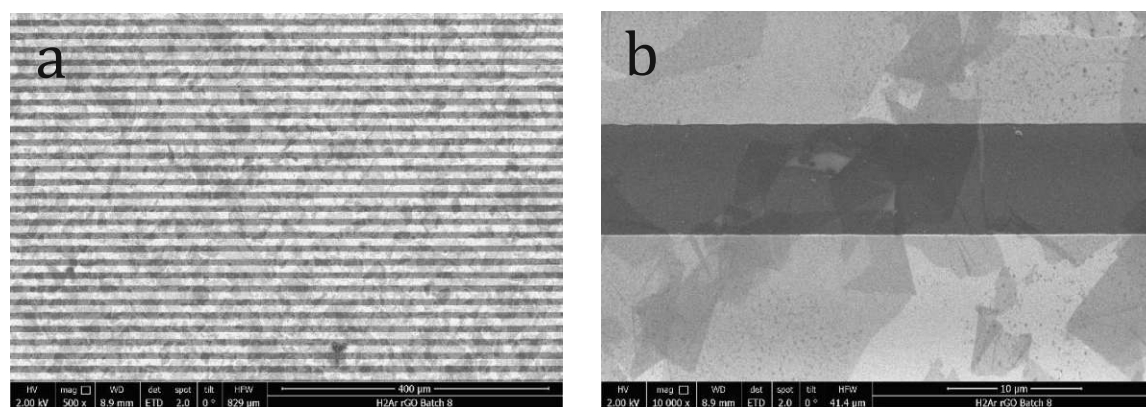 a
b
HV mag □ WD det spot tilt HFW 400 µm
2.00 kV 500 x 8.9 mm ETD 2.0 0° 829 µm H2Ar rGO Batch 8
HV mag □ WD det spot tilt HFW 10 µm
2.00 kV 10 000 x 8.9 mm ETD 2.0 0° 41.4 µm H2Ar rGO Batch 8